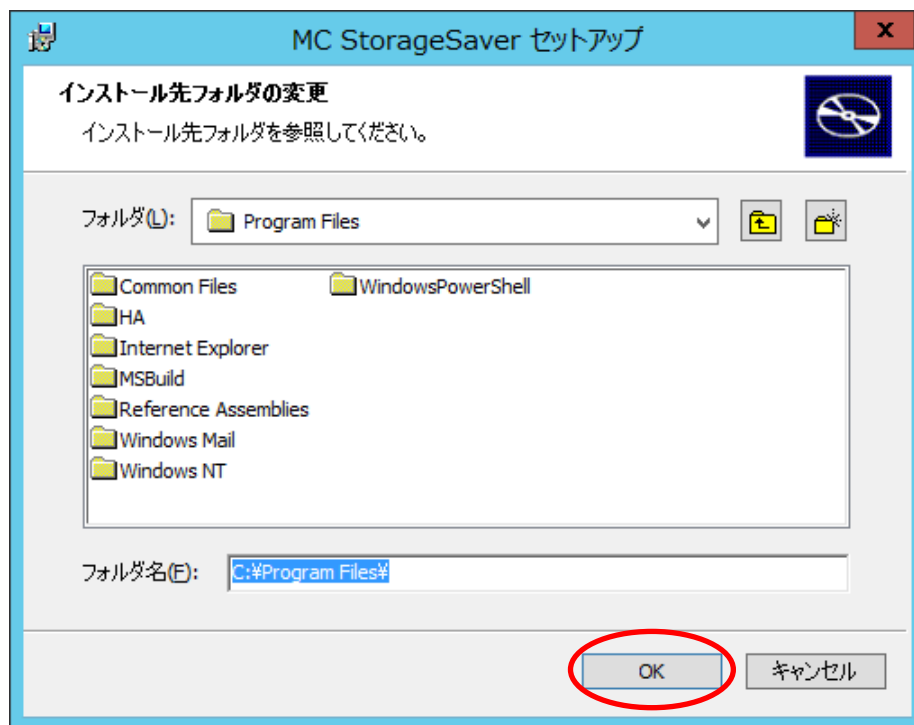 MC StorageSaver セットアップ
x
インストール先フォルダの変更
インストール先フォルダを参照してください。
フォルダ(L): Program Files
Common Files WindowsPowerShell
HA
Internet Explorer
MSBuild
Reference Assemblies
Windows Mail
Windows NT
フォルダ名(F): C:¥Program Files¥
OK キャンセル